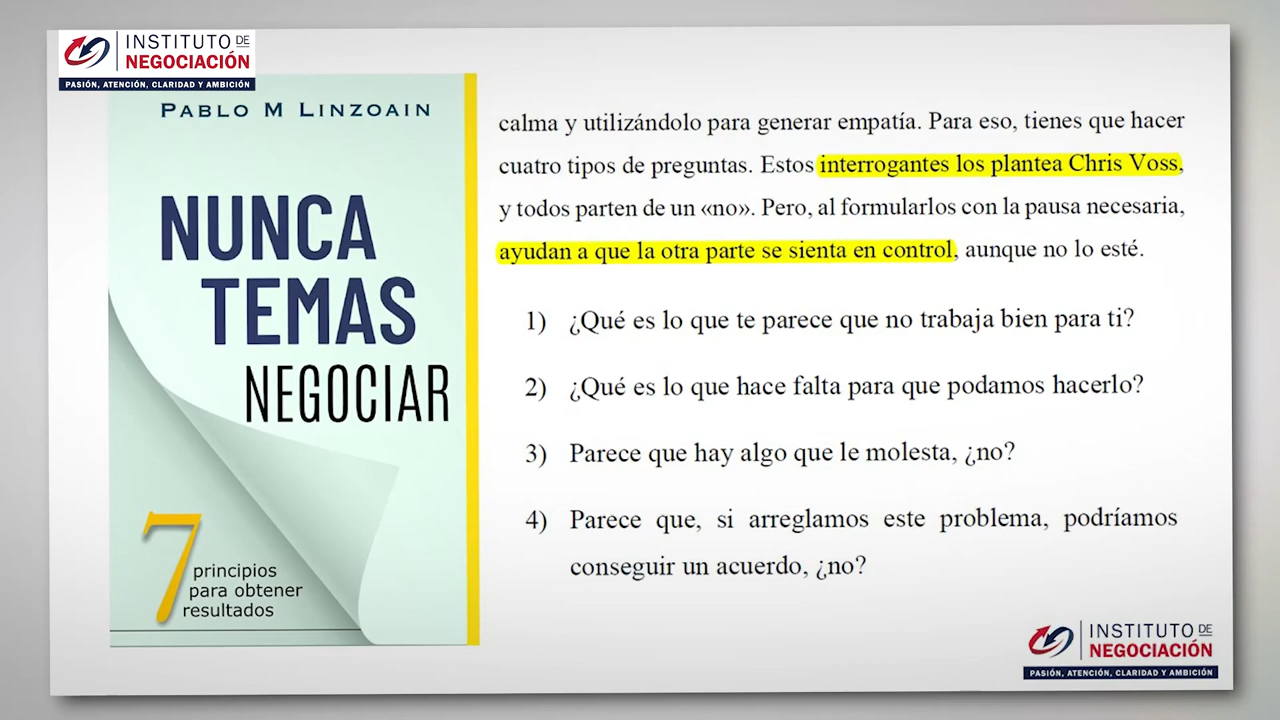 INSTITUTO DE
NEGOCIACIÓN
PASIÓN, ATENCIÓN, CLARIDAD Y AMBICIÓN
PABLO M LINZOAIN
NUNCA
TEMAS
NEGOCIAR
7
principios
para obtener
resultados
calma y utilizándolo para generar empatía. Para eso, tienes que hacer
cuatro tipos de preguntas. Estos interrogantes los plantea Chris Voss,
y todos parten de un «no». Pero, al formularlos con la pausa necesaria,
ayudan a que la otra parte se sienta en control, aunque no lo esté.
1) ¿Qué es lo que te parece que no trabaja bien para ti?
2) ¿Qué es lo que hace falta para que podamos hacerlo?
3) Parece que hay algo que le molesta, ¿no?
4) Parece que, si arreglamos este problema, podríamos
conseguir un acuerdo, ¿no?
INSTITUTO DE
NEGOCIACIÓN
PASIÓN, ATENCIÓN, CLARIDAD Y AMBICIÓN